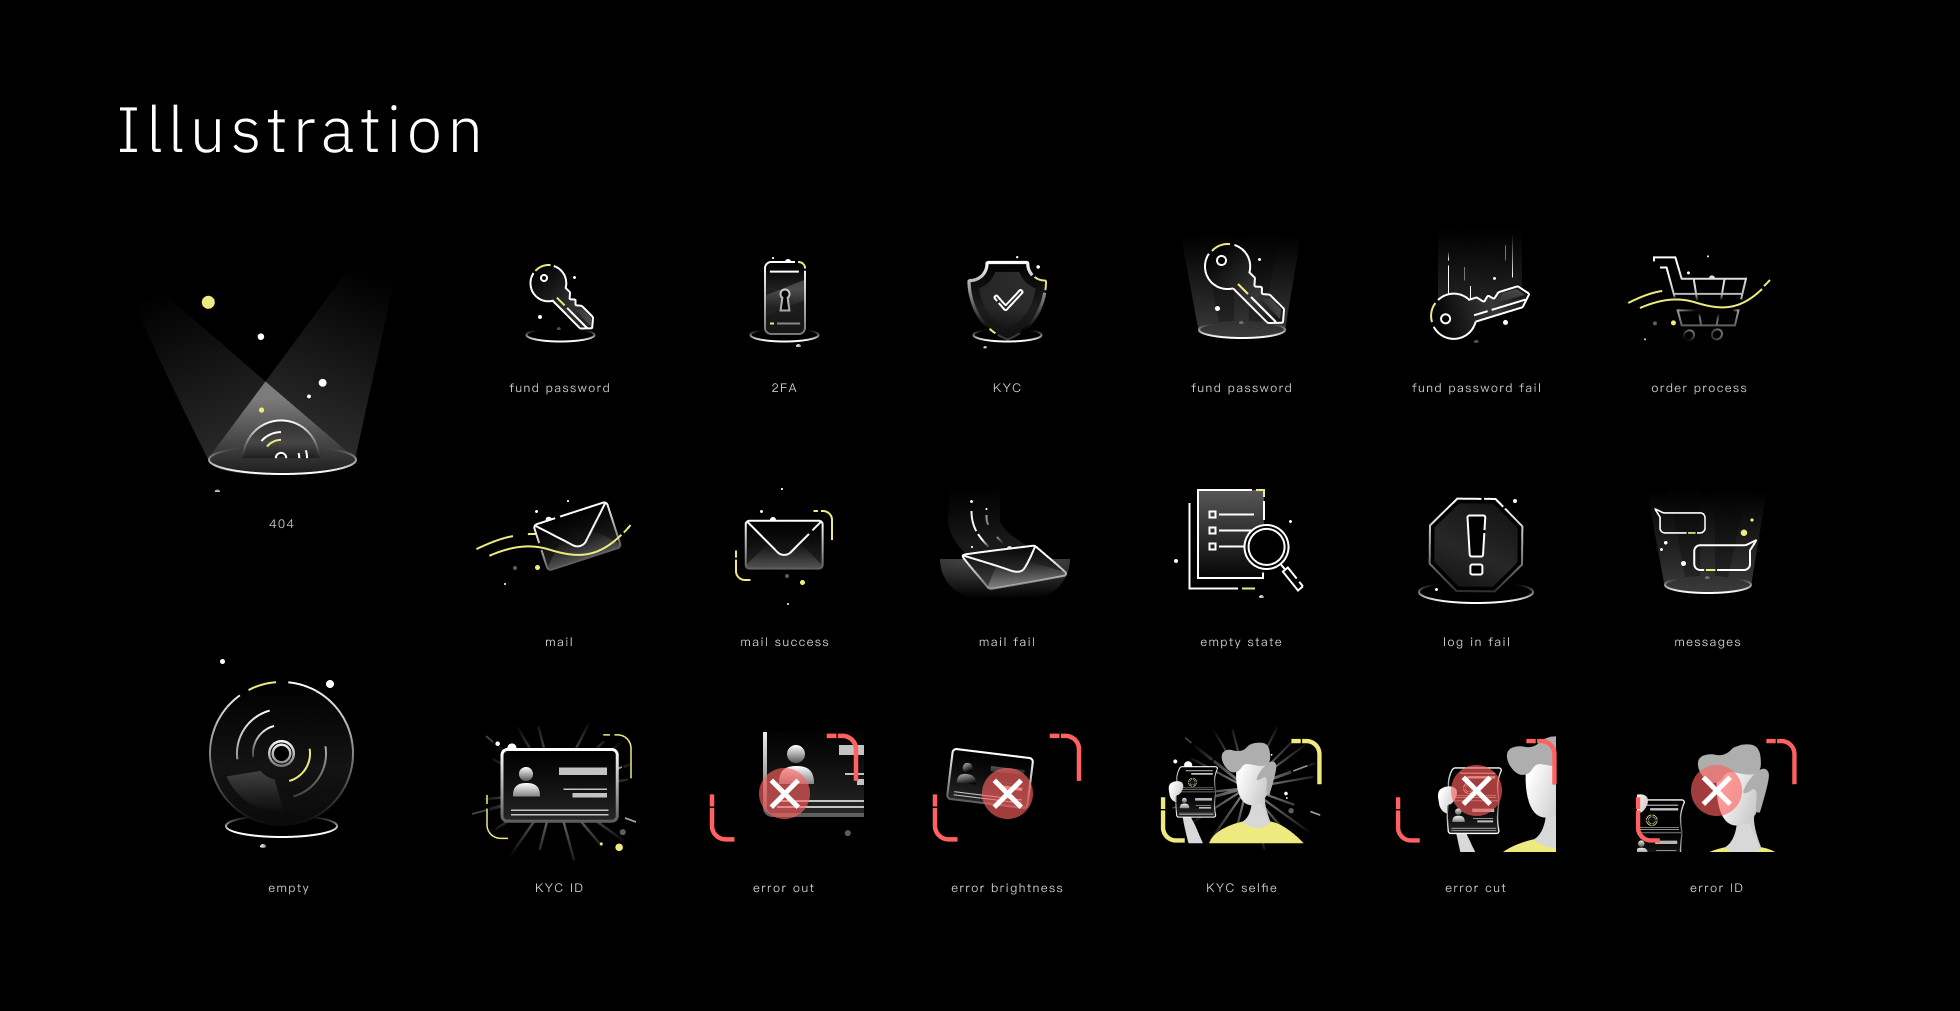 Illustration
fund password
2FA
KYC
fund password
fund password fail
order process
404
mail
mail success
mail fail
empty state
log in fail
messages
empty
KYC ID
error out
error brightness
KYC selfie
error cut
error ID